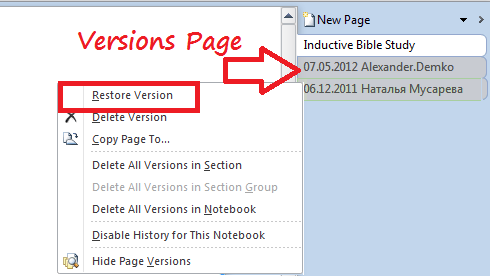 Versions Page
New Page
Inductive Bible Study
07.05.2012 Alexander.Demko
06.12.2011 Наталья Мусарева
Restore Version
Delete Version
Copy Page To...
Delete All Versions in Section
Delete All Versions in Section Group
Delete All Versions in Notebook
Disable History for This Notebook
Hide Page Versions